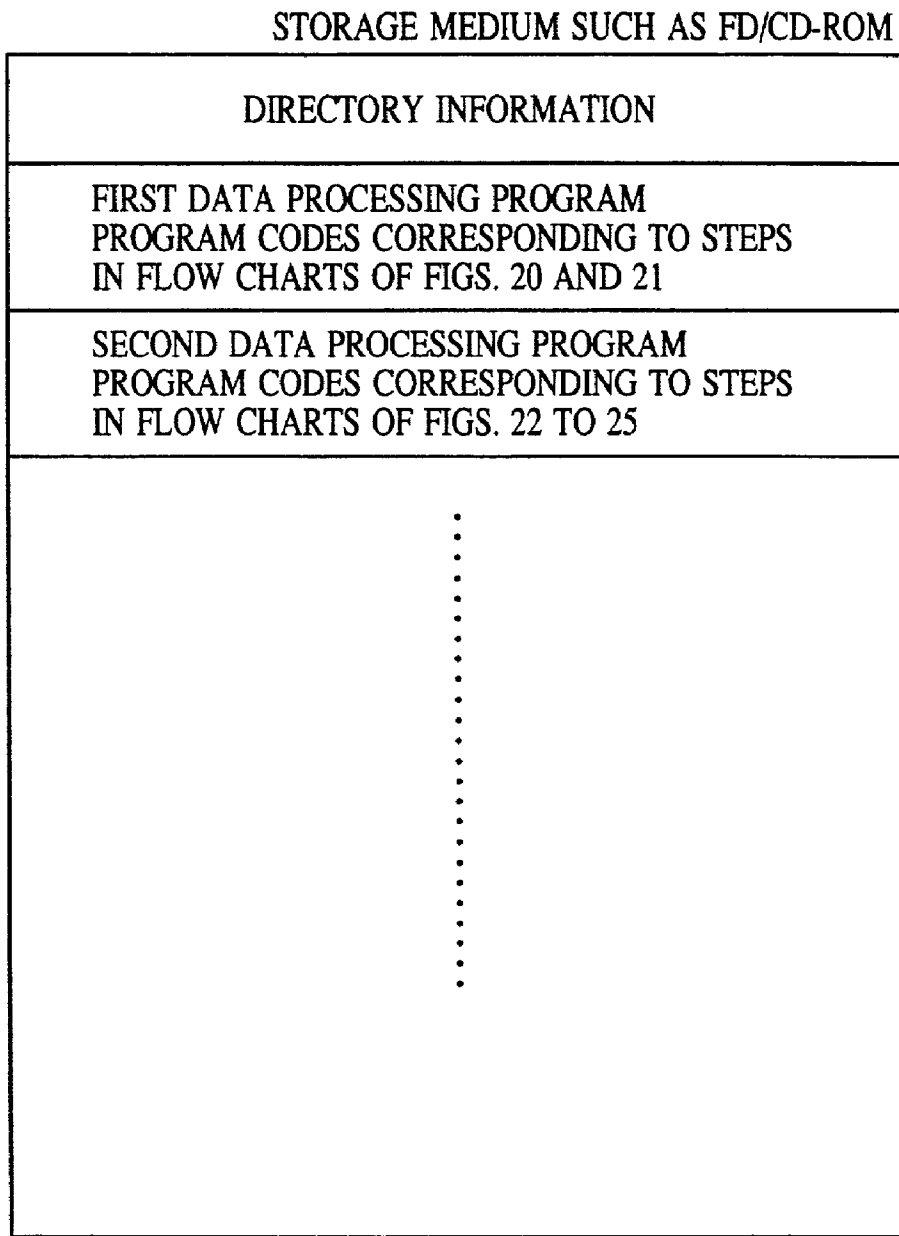 STORAGE MEDIUM SUCH AS FD/CD-ROM
DIRECTORY INFORMATION
FIRST DATA PROCESSING PROGRAM
PROGRAM CODES CORRESPONDING TO STEPS
IN FLOW CHARTS OF FIGS. 20 AND 21
SECOND DATA PROCESSING PROGRAM
PROGRAM CODES CORRESPONDING TO STEPS
IN FLOW CHARTS OF FIGS. 22 TO 25